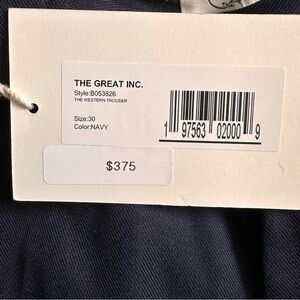 THE GREAT INC.
Style:B053826
THE WESTERN TROUSER
Size:30
Color:NAVY
1 97563 02000 9
$375